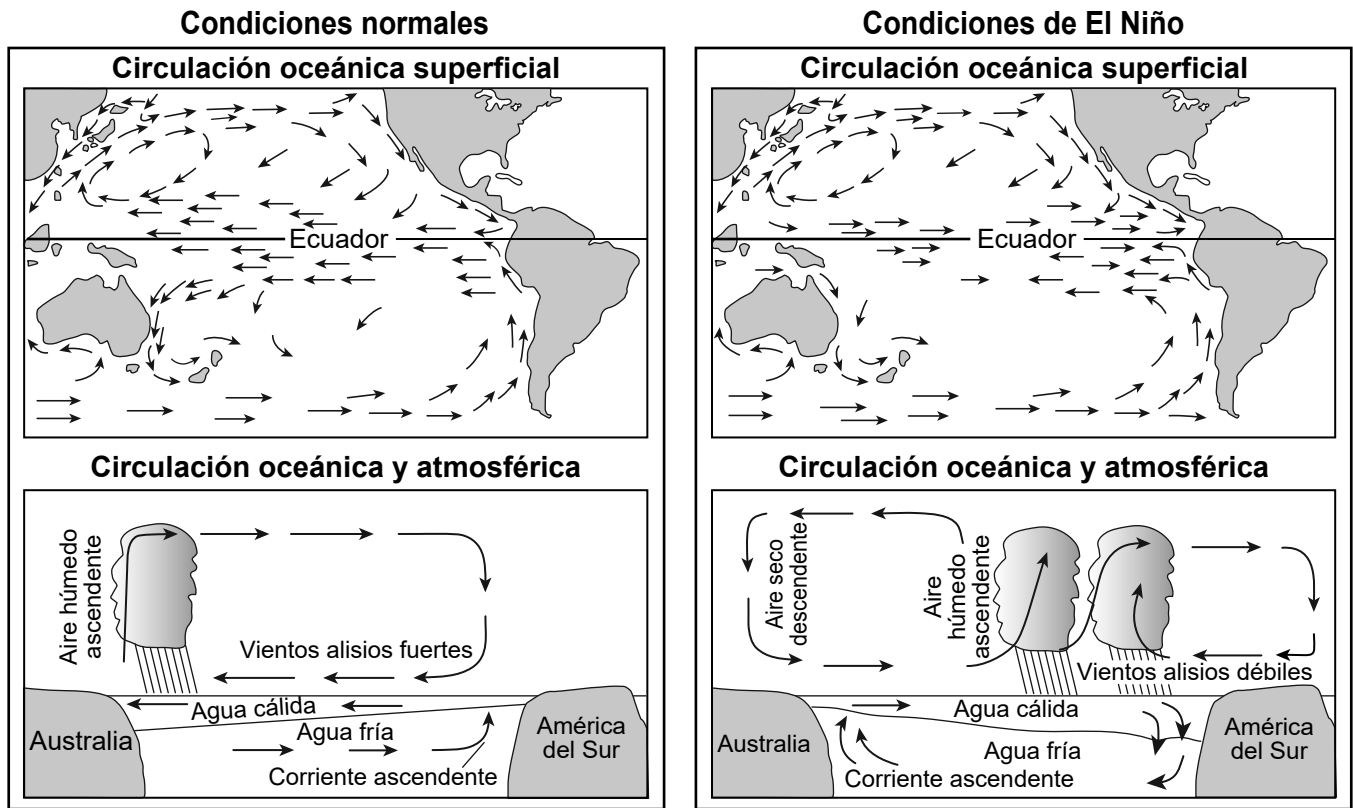 Condiciones normales
Circulación oceánica superficial
Ecuador
Circulación oceánica y atmosférica
Aire húmedo
ascendente
Vientos alisios fuertes
Agua cálida
Agua fría
Australia
América
del Sur
Corriente ascendente
Condiciones de El Niño
Circulación oceánica superficial
Ecuador
Circulación oceánica y atmosférica
Aire seco
descendente
Aire
húmedo
ascendente
Vientos alisios débiles
Agua cálida
Agua fría
Australia
América
del Sur
Corriente ascendente